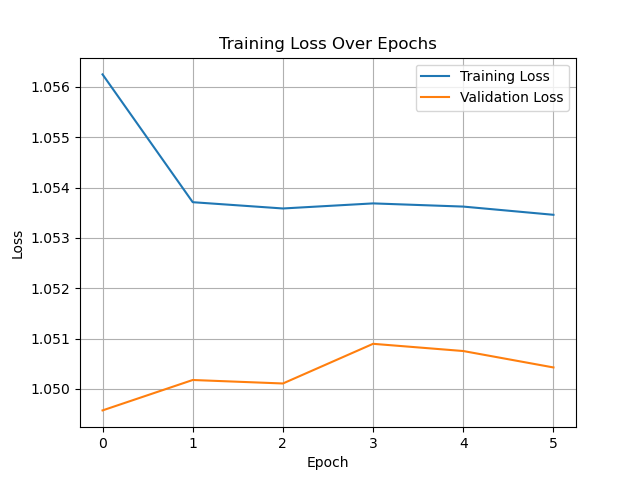 Training Loss Over Epochs
Training Loss
Validation Loss
1.056
1.055
1.054
1.053
1.052
1.051
1.050
Loss
0 1 2 3 4 5
Epoch